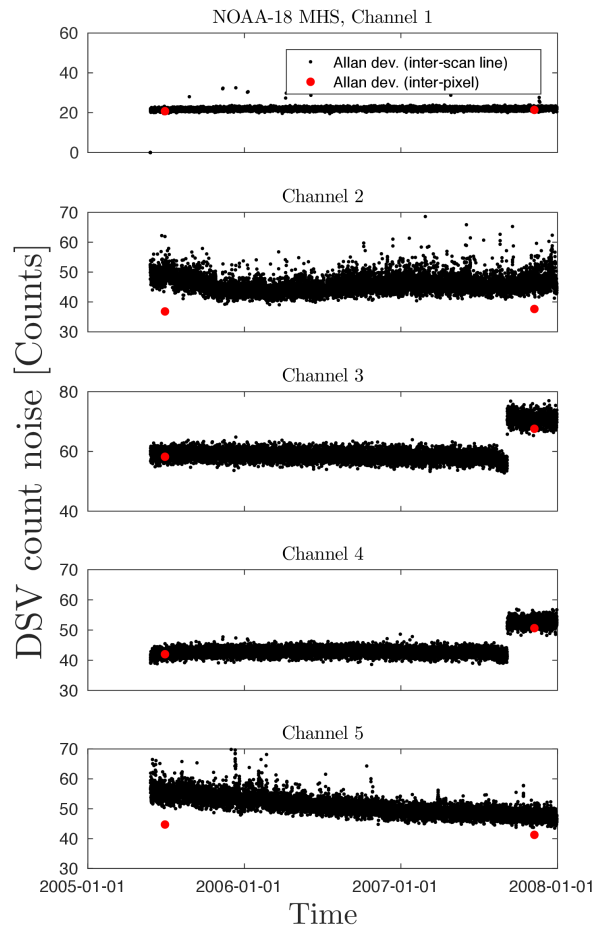 NOAA-18 MHS, Channel 1
60
Allan dev. (inter-scan line)
Allan dev. (inter-pixel)
40
20
0
Channel 2
70
60
50
40
30
Channel 3
80
60
40
Channel 4
70
60
50
40
30
Channel 5
70
60
50
40
30
2005-01-01 2006-01-01 2007-01-01 2008-01-01
Time
DSV count noise [Counts]